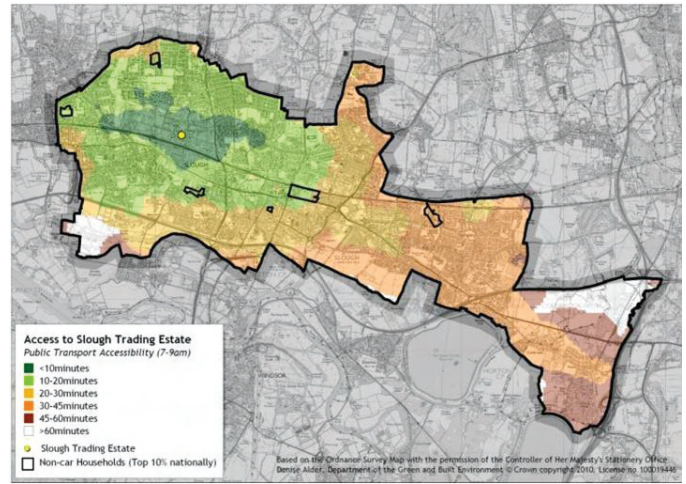 SLOUGH
SLOUGH
WINDSOR
Access to Slough Trading Estate
Public Transport Accessibility (7-9am)
<10minutes
10-20minutes
20-30minutes
30-45minutes
45-60minutes
>60minutes
Slough Trading Estate
Non-car Households (Top 10% nationally)
Based on the Ordnance Survey Map with the permission of the Controller of Her Majesty's Stationery Office
Denise Alder, Department of the Green and Built Environment © Crown copyright 2010, License no 100019446